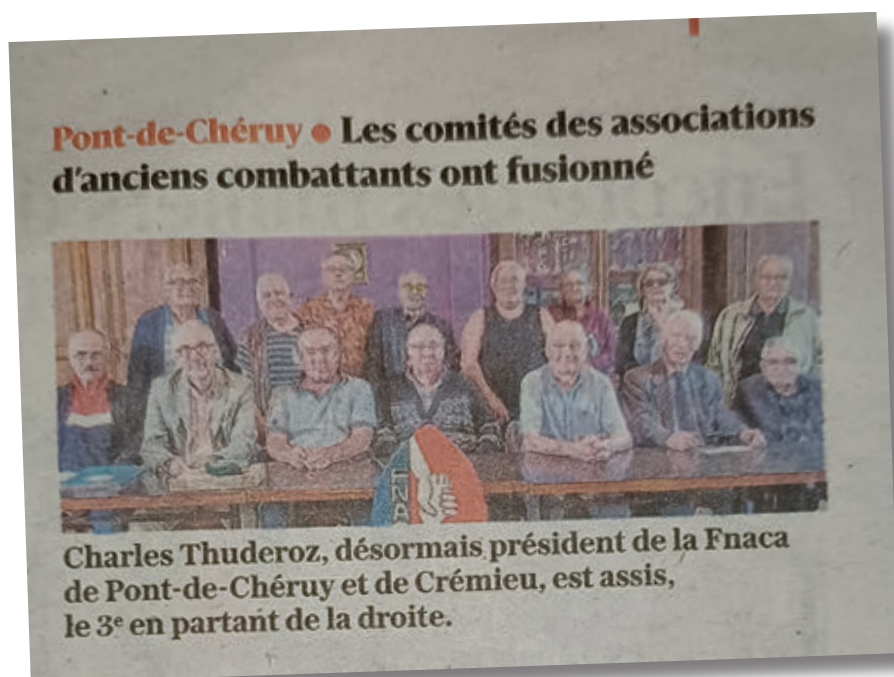 Pont-de-Chéruy ● Les comités des associations
d'anciens combattants ont fusionné
FNA
Charles Thuderoz, désormais président de la Fnaca
de Pont-de-Chéruy et de Crémieu, est assis,
le 3e en partant de la droite.